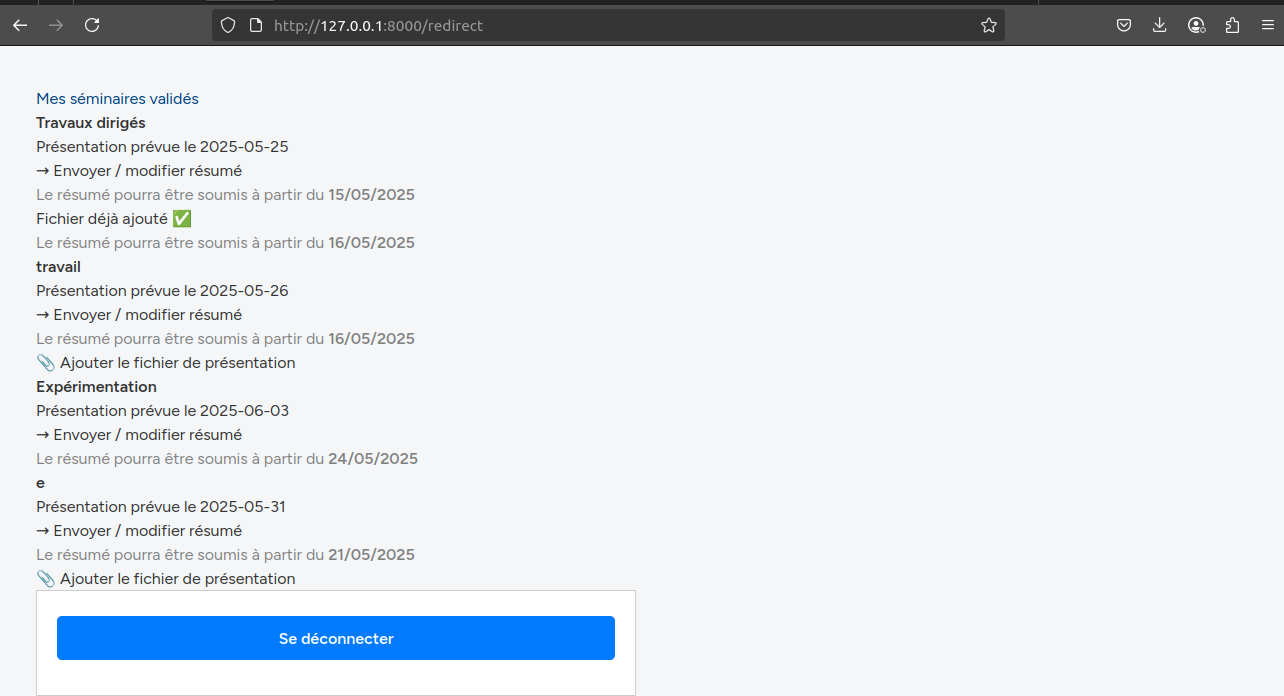 http://127.0.0.1:8000/redirect
Mes séminaires validés
Travaux dirigés
Présentation prévue le 2025-05-25
→ Envoyer / modifier résumé
Le résumé pourra être soumis à partir du 15/05/2025
Fichier déjà ajouté ✅
Le résumé pourra être soumis à partir du 16/05/2025
travail
Présentation prévue le 2025-05-26
→ Envoyer / modifier résumé
Le résumé pourra être soumis à partir du 16/05/2025
📎 Ajouter le fichier de présentation
Expérimentation
Présentation prévue le 2025-06-03
→ Envoyer / modifier résumé
Le résumé pourra être soumis à partir du 24/05/2025
e
Présentation prévue le 2025-05-31
→ Envoyer / modifier résumé
Le résumé pourra être soumis à partir du 21/05/2025
📎 Ajouter le fichier de présentation
Se déconnecter